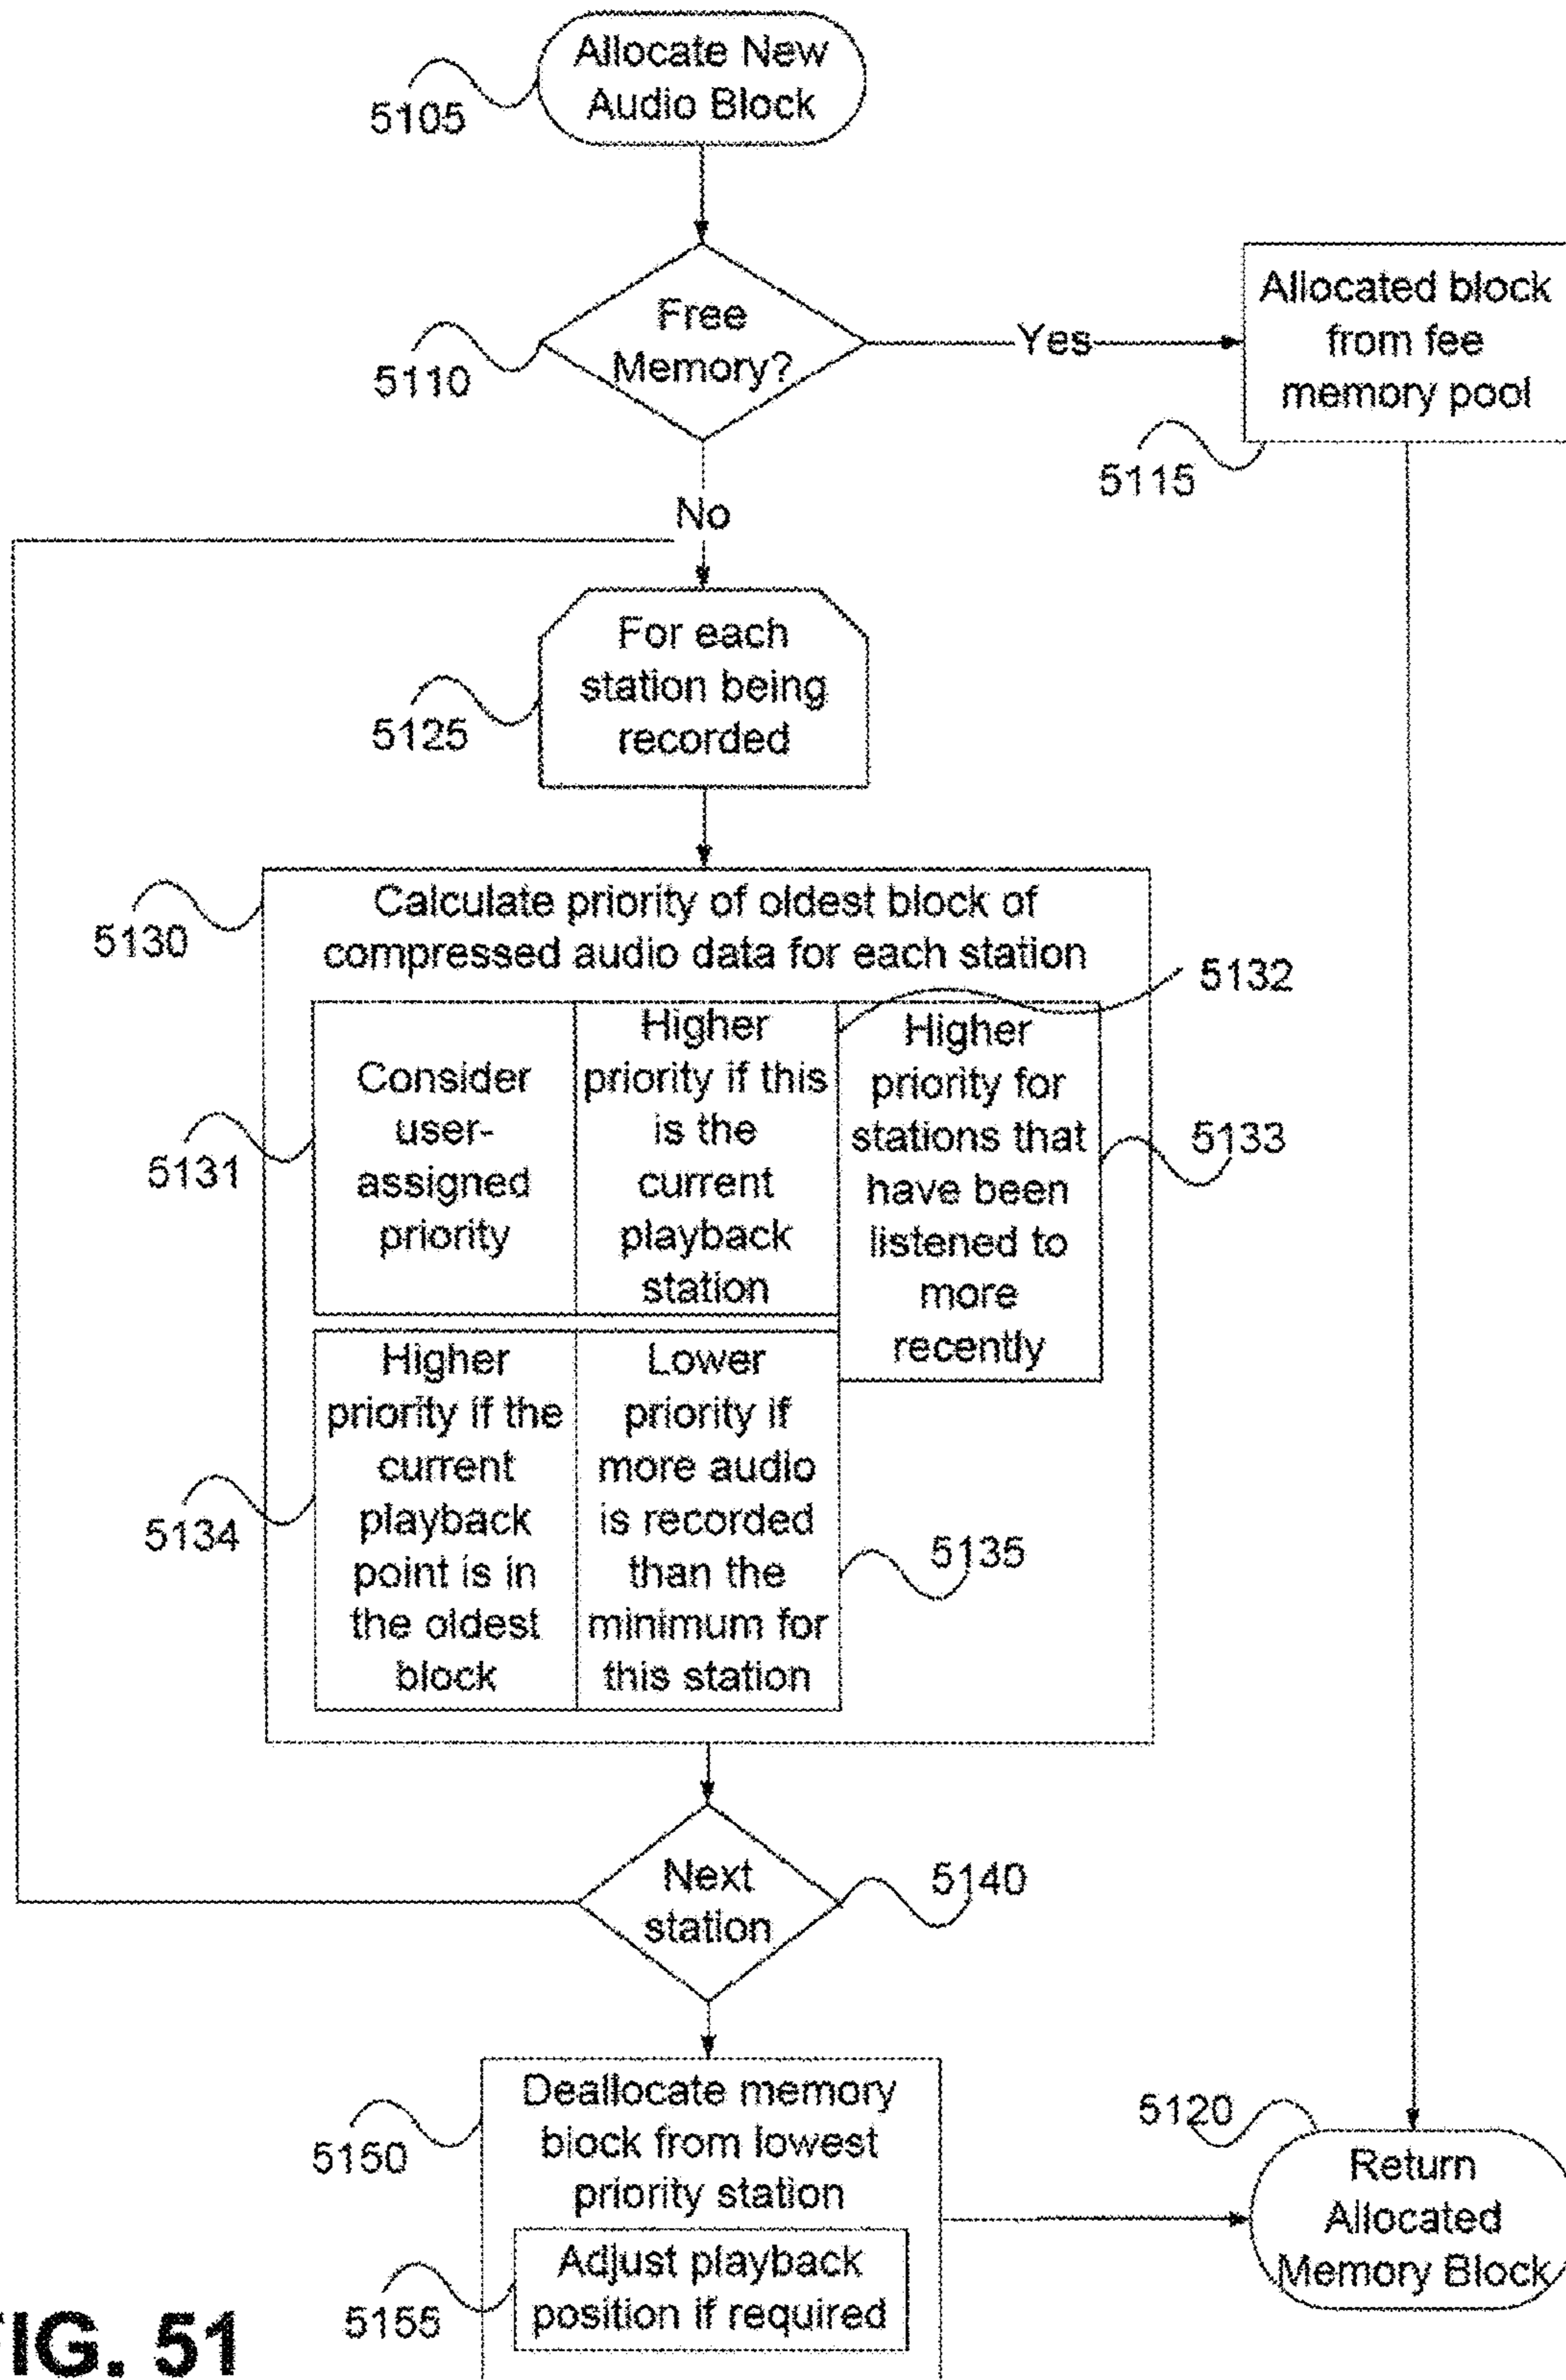 Allocate New
Audio Block
5105
Free
Memory?
5110
Yes
Allocated block
from fee
memory pool
5115
No
For each
station being
recorded
5125
Calculate priority of oldest block of
compressed audio data for each station
5130
5132
Consider
user-
assigned
priority
5131
Higher
priority if this
is the
current
playback
station
Higher
priority for
stations that
have been
listened to
more
recently
5133
Higher
priority if the
current
playback
point is in
the oldest
block
5134
Lower
priority if
more audio
is recorded
than the
minimum for
this station
5135
Next
station
5140
Deallocate memory
block from lowest
priority station
5150
Adjust playback
position if required
5155
5120
Return
Allocated
Memory Block
FIG. 51